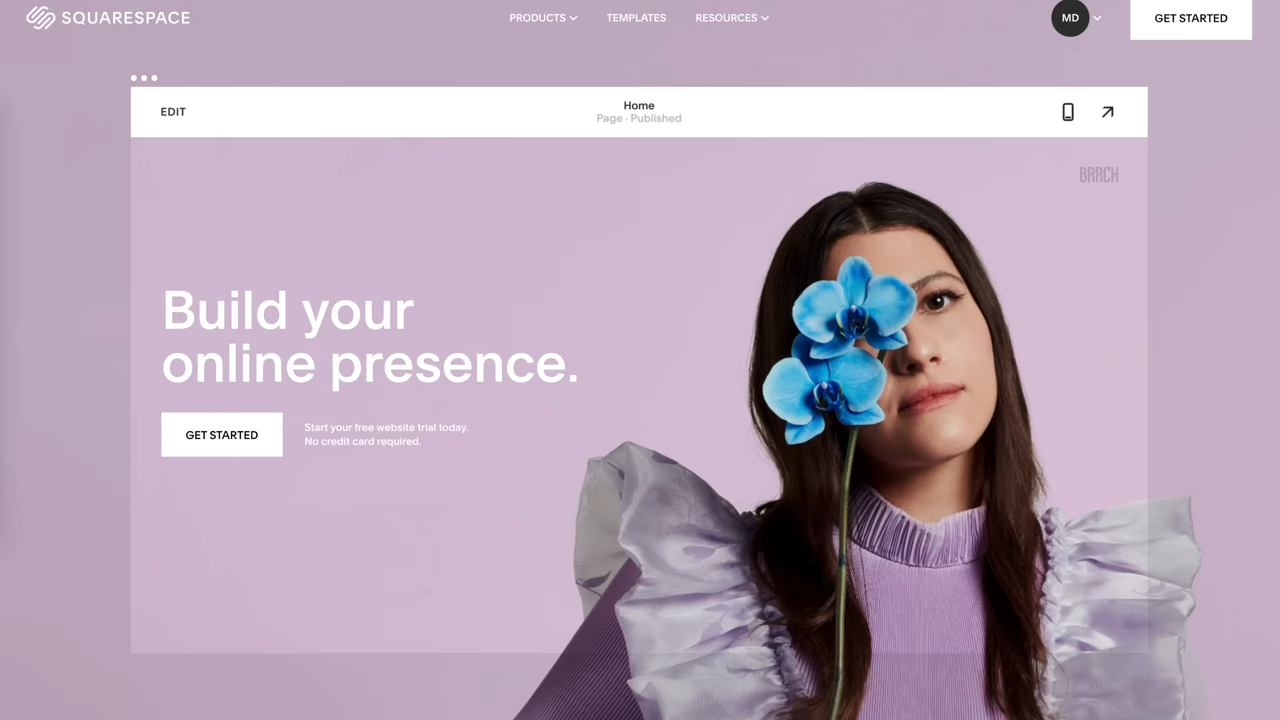 SQUARESPACE
PRODUCTS
TEMPLATES
RESOURCES
MD
GET STARTED
EDIT
Home
Page · Published
BRRCH
Build your
online presence.
GET STARTED
Start your free website trial today.
No credit card required.